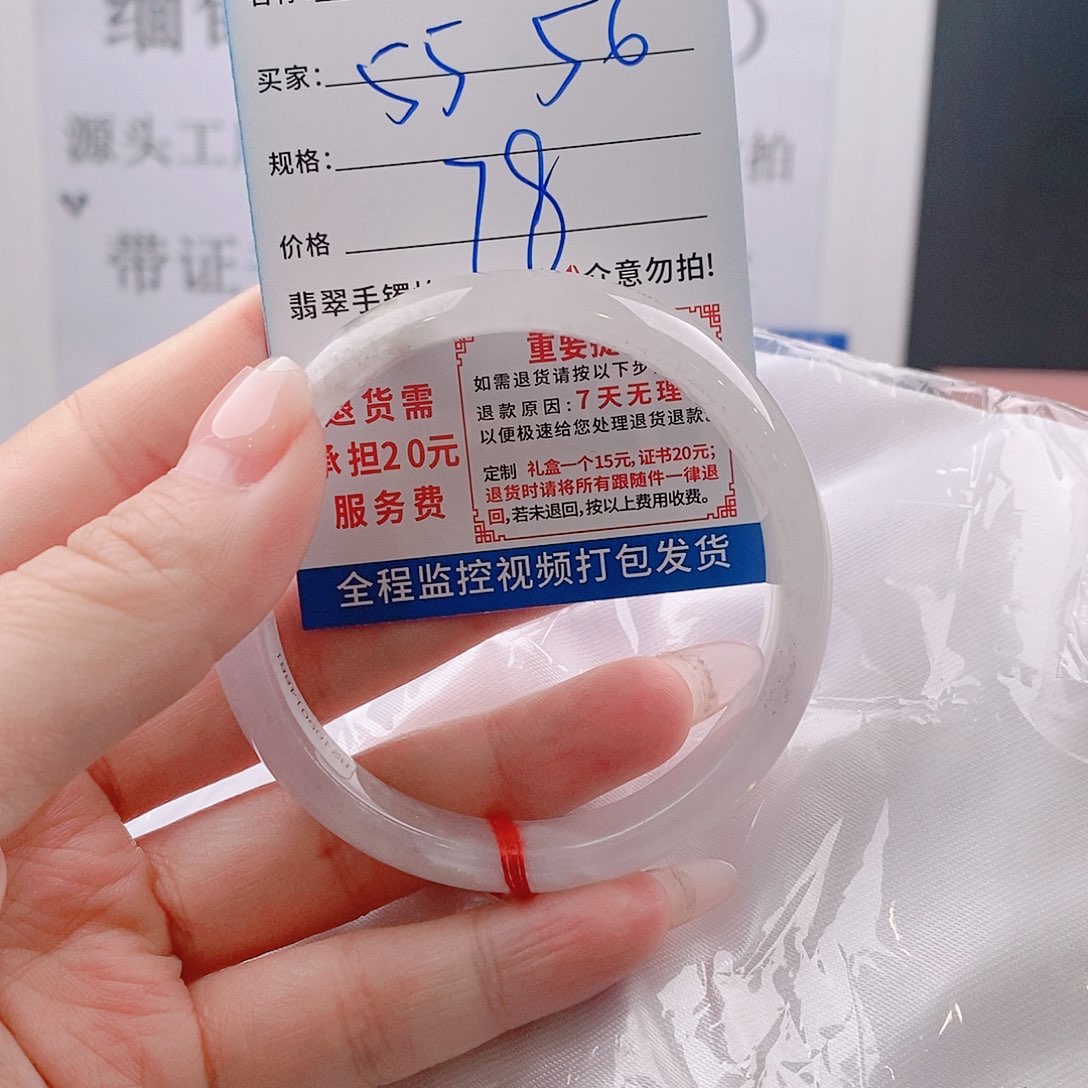 买家: 55 56
规格: 78
价格
翡翠手镯 介意勿拍!
退货需
承担20元
服务费
重要提
如需退货请按以下步
退款原因:7天无理
以便极速给您处理退货退款。
定制 礼盒一个15元,证书20元;
退货时请将所有跟随件一律退
回,若未退回,按以上费用收费。
全程监控视频打包发货
缅
源头工 拍
带证